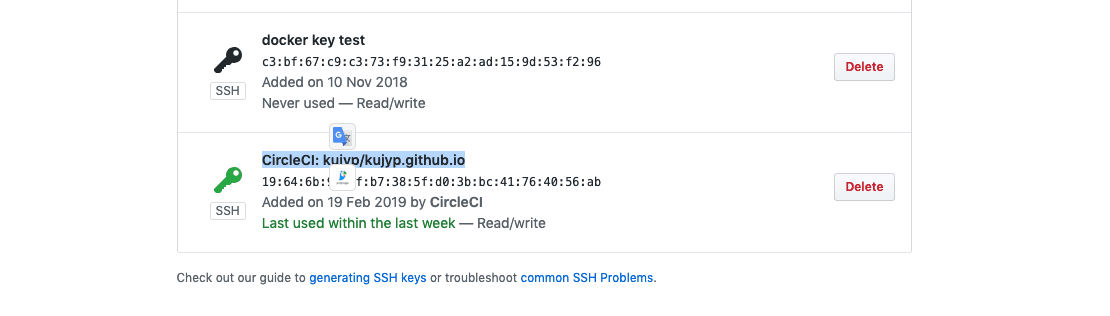 docker key test
c3:bf:67:c9:c3:73:f9:31:25:a2:ad:15:9d:53:f2:96
Added on 10 Nov 2018
Never used — Read/write
SSH
Delete
CircleCI: kujyp/kujyp.github.io
f:b7:38:5f:d0:3b:bc:41:76:40:56:ab
Added on 19 Feb 2019 by CircleCI
Last used within the last week — Read/write
SSH
Delete
Check out our guide to generating SSH keys or troubleshoot common SSH Problems.